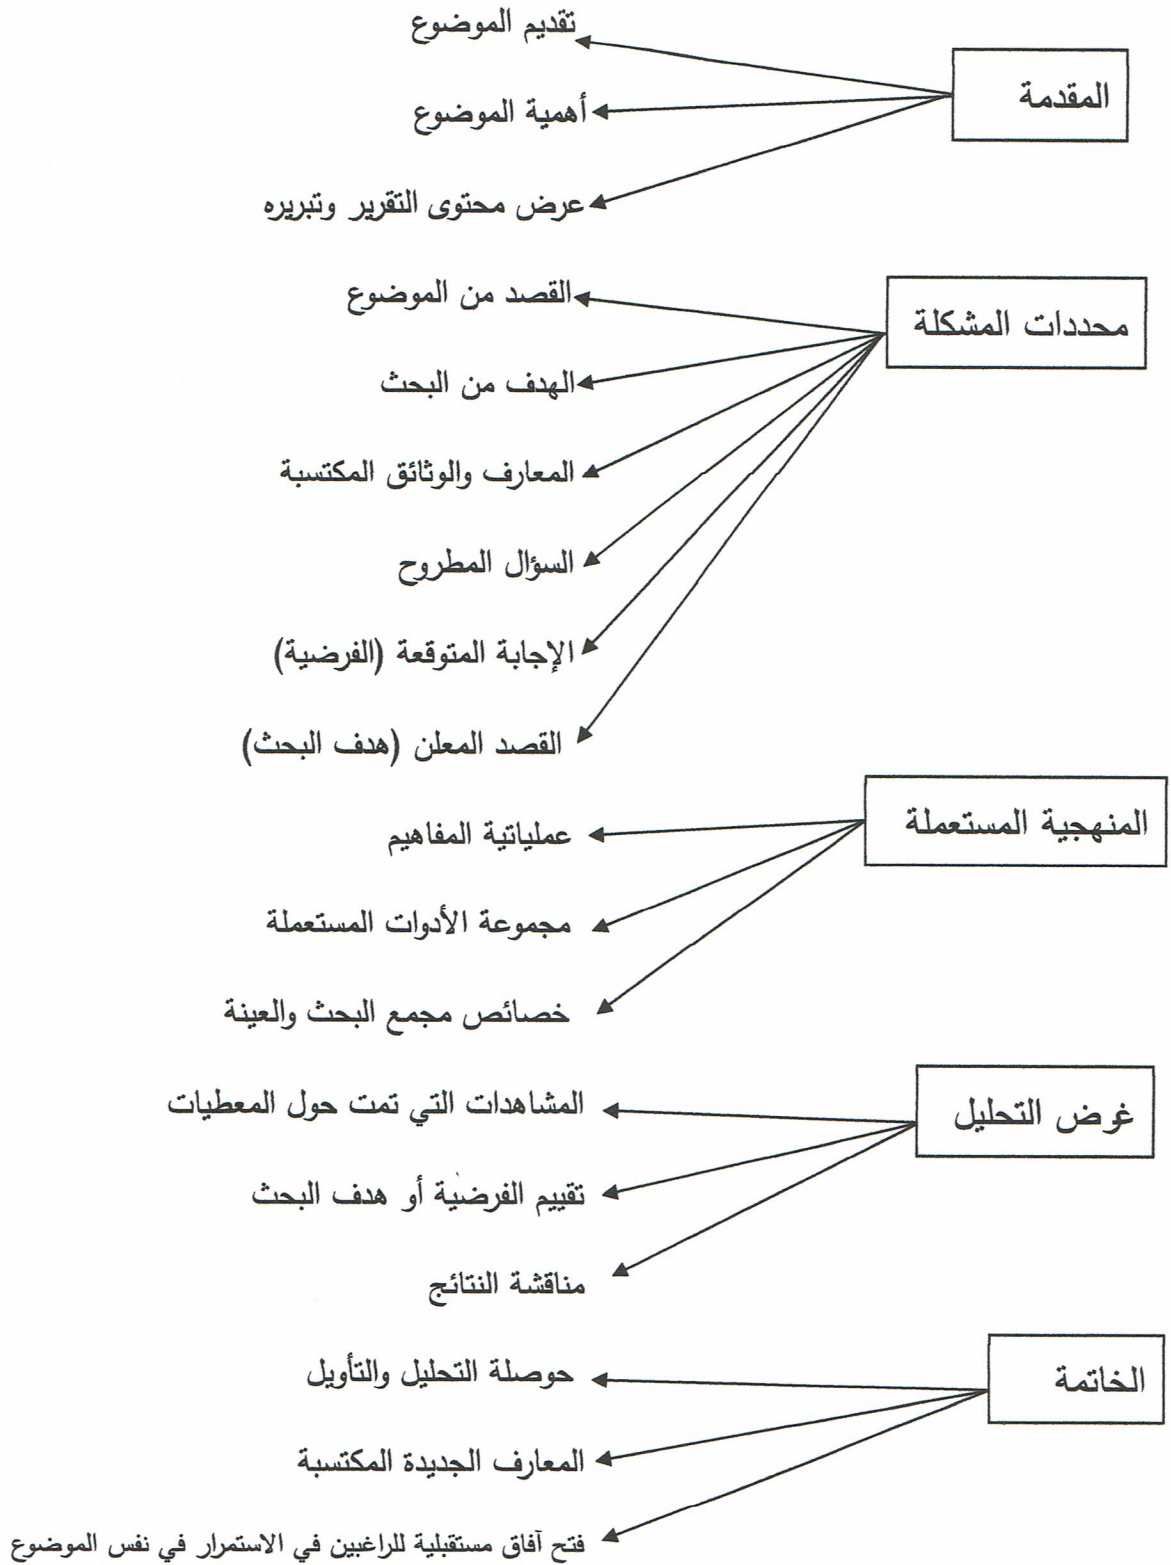 المقدمة
تقديم الموضوع
أهمية الموضوع
عرض محتوى التقرير وتبريره
محددات المشكلة
القصد من الموضوع
الهدف من البحث
المعارف والوثائق المكتسبة
السؤال المطروح
الإجابة المتوقعة (الفرضية)
القصد المعلن (هدف البحث)
المنهجية المستعملة
عملياتية المفاهيم
مجموعة الأدوات المستعملة
خصائص مجمع البحث والعينة
غرض التحليل
المشاهدات التي تمت حول المعطيات
تقييم الفرضية أو هدف البحث
مناقشة النتائج
الخاتمة
حوصلة التحليل والتأويل
المعارف الجديدة المكتسبة
فتح آفاق مستقبلية للراغبين في الاستمرار في نفس الموضوع